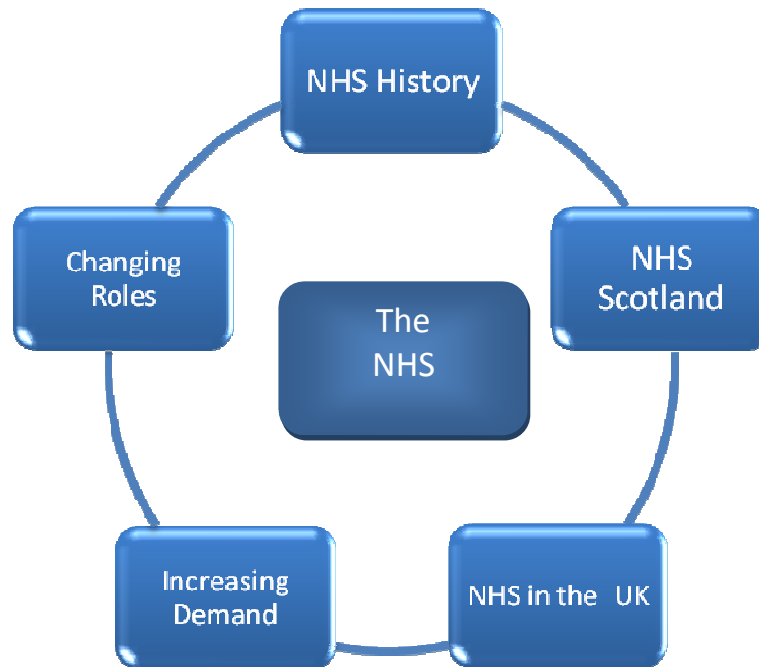 NHS History
NHS
Scotland
NHS in the UK
Increasing
Demand
Changing
Roles
The
NHS